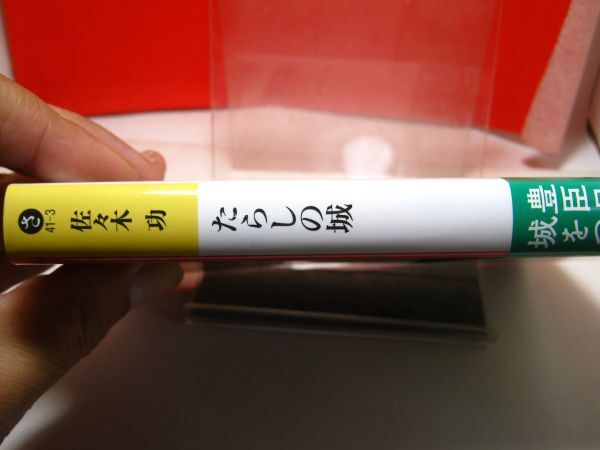 さ
41-3
佐々木 功
たらしの城
豊臣
城を